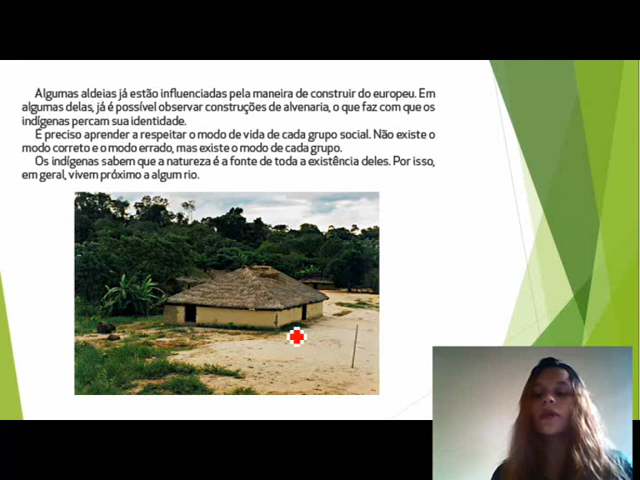 Algumas aldeias já estão influenciadas pela maneira de construir do europeu. Em
algumas delas, já é possível observar construções de alvenaria, o que faz com que os
indígenas percam sua identidade.
É preciso aprender a respeitar o modo de vida de cada grupo social. Não existe o
modo correto e o modo errado, mas existe o modo de cada grupo.
Os indígenas sabem que a natureza é a fonte de toda a existência deles. Por isso,
em geral, vivem próximo a algum rio.